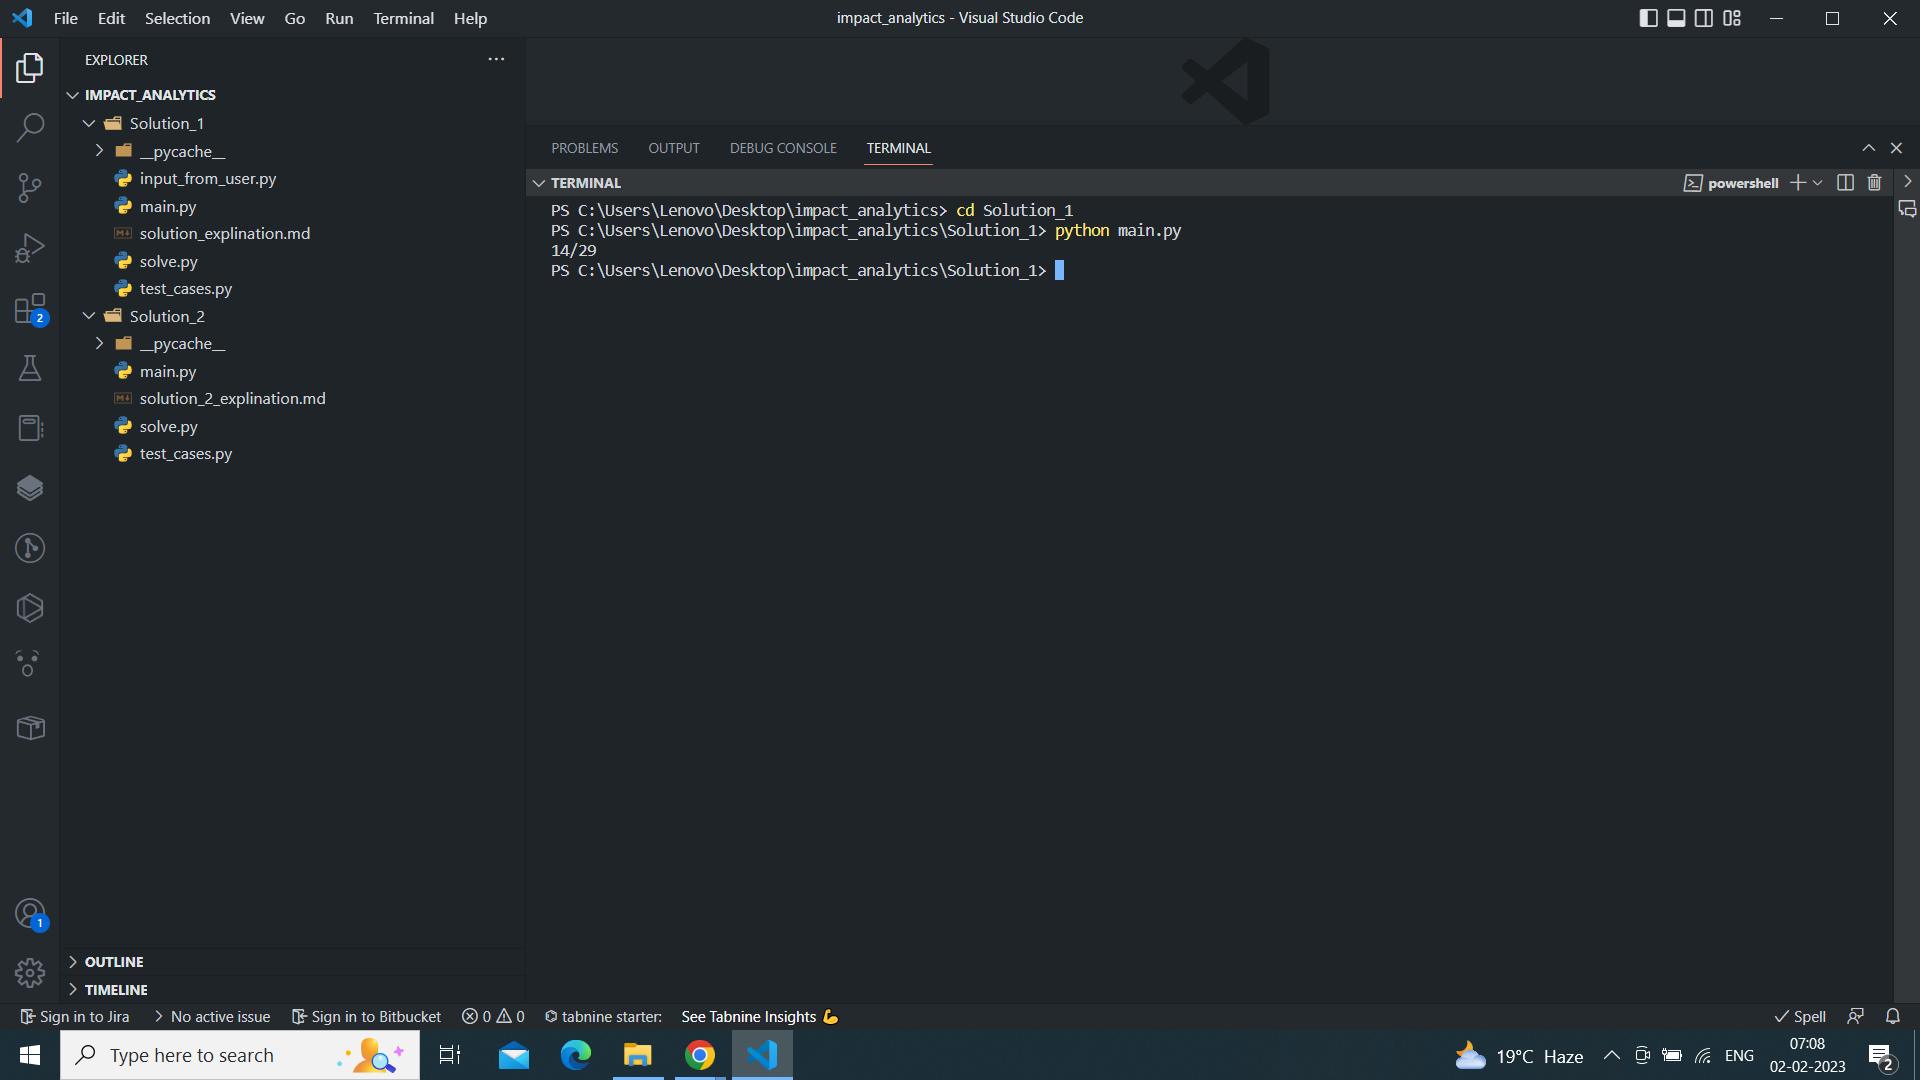 File Edit Selection View Go Run Terminal Help
impact_analytics - Visual Studio Code
EXPLORER
IMPACT_ANALYTICS
Solution_1
__pycache__
input_from_user.py
main.py
solution_explination.md
solve.py
test_cases.py
Solution_2
__pycache__
main.py
solution_2_explination.md
solve.py
test_cases.py
OUTLINE
TIMELINE
2
1
PROBLEMS OUTPUT DEBUG CONSOLE TERMINAL
TERMINAL
powershell
PS C:\Users\Lenovo\Desktop\impact_analytics> cd Solution_1
PS C:\Users\Lenovo\Desktop\impact_analytics\Solution_1> python main.py
14/29
PS C:\Users\Lenovo\Desktop\impact_analytics\Solution_1>
Sign in to Jira No active issue Sign in to Bitbucket 0 0 tabnine starter: See Tabnine Insights Spell
Type here to search
19°C Haze ENG
07:08
02-02-2023
2